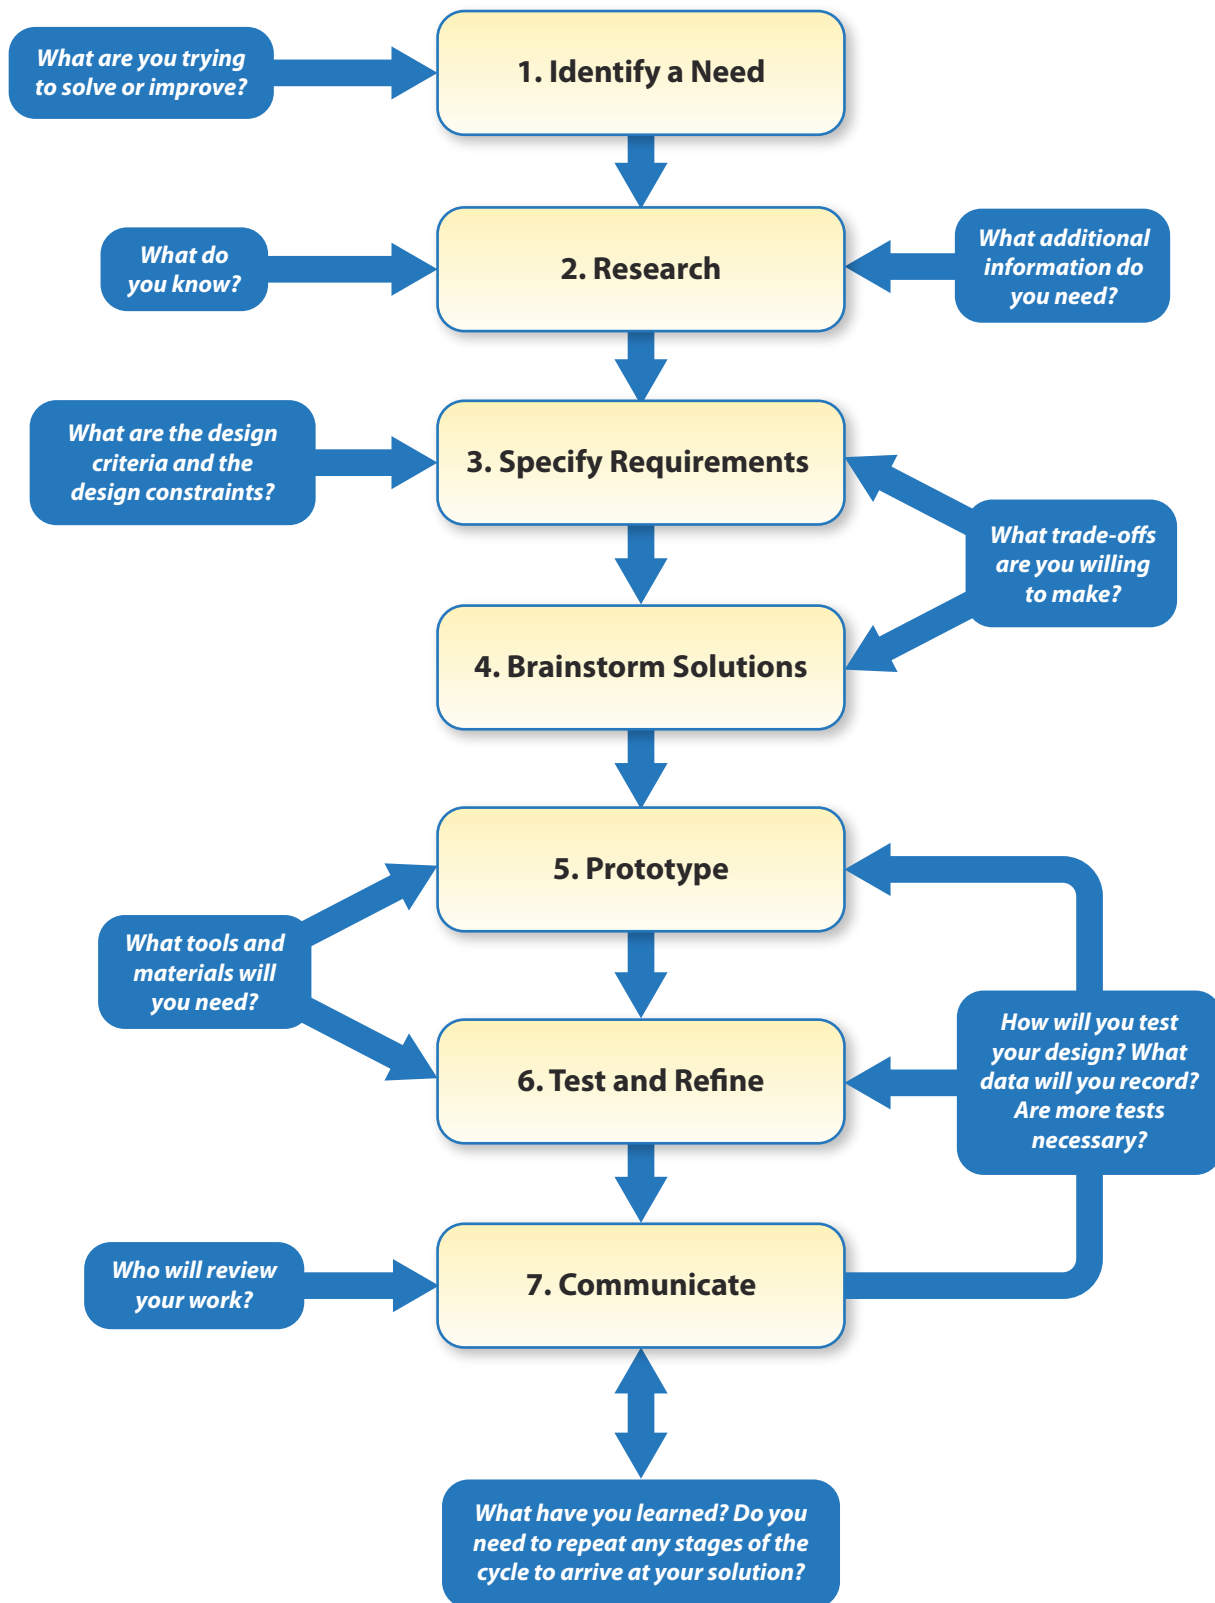 What are you trying
to solve or improve?
1. Identify a Need
What do
you know?
2. Research
What additional
information do
you need?
What are the design
criteria and the
design constraints?
3. Specify Requirements
What trade-offs
are you willing
to make?
4. Brainstorm Solutions
5. Prototype
What tools and
materials will
you need?
How will you test
your design? What
data will you record?
Are more tests
necessary?
6. Test and Refine
Who will review
your work?
7. Communicate
What have you learned? Do you
need to repeat any stages of the
cycle to arrive at your solution?